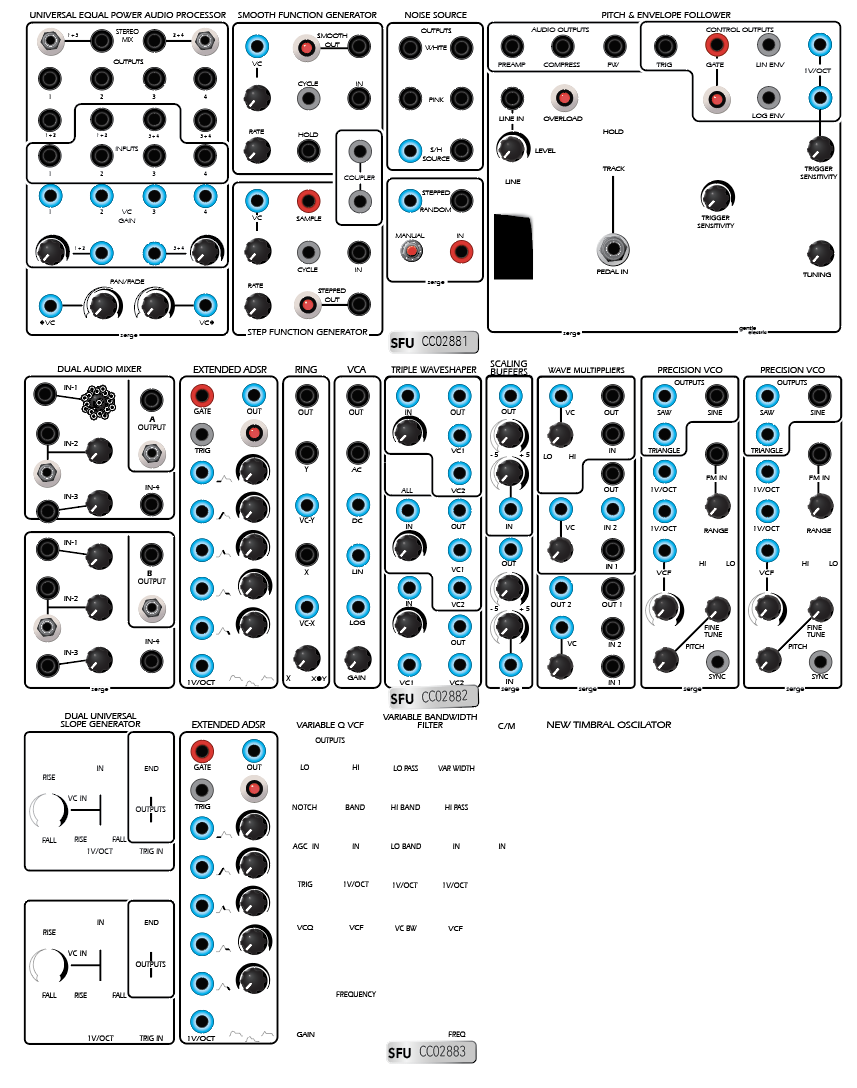 UNIVERSAL EQUAL POWER AUDIO PROCESSOR
1+3
STEREO
MIX
2+4
OUTPUTS
1 2 3 4
1+2 1+2 3+4 3+4
INPUTS
1 2 3 4
1 2 3 4
VC
GAIN
1+2 3+4
PAN/FADE
VC VC
serge
SMOOTH FUNCTION GENERATOR
VC
SMOOTH
OUT
CYCLE IN
RATE HOLD
COUPLER
VC SAMPLE
CYCLE IN
RATE
STEPPED
OUT
STEP FUNCTION GENERATOR
NOISE SOURCE
OUTPUTS
WHITE
PINK
S/H
SOURCE
STEPPED
RANDOM
MANUAL IN
serge
PITCH & ENVELOPE FOLLOWER
AUDIO OUTPUTS
PREAMP COMPRESS PW
CONTROL OUTPUTS
TRIG GATE LIN ENV 1V/OCT
LINE IN OVERLOAD LOG ENV
HOLD
LEVEL
LINE
TRACK
TRIGGER
SENSITIVITY
TRIGGER
SENSITIVITY
PEDAL IN
TUNING
serge
gentle
electric
SFU CC02881
DUAL AUDIO MIXER
IN-1
A
OUTPUT
IN-2
IN-3
IN-4
IN-1
B
OUTPUT
IN-2
IN-3
IN-4
serge
EXTENDED ADSR
GATE OUT
TRIG
1V/OCT
RING
OUT
Y
VC-Y
X
VC-X
X X●Y
VCA
OUT
AC
DC
LIN
LOG
GAIN
TRIPLE WAVESHAPER
IN OUT
VC1
VC2
ALL
IN OUT
VC1
IN VC2
OUT
VC1 VC2
SCALING
BUFFERS
OUT
- 5 + 5
IN
OUT
- 5 + 5
IN
serge
WAVE MULTIPLIERS
VC OUT
LO HI IN
OUT
VC IN 2
IN 1
OUT 2 OUT 1
VC IN 2
IN 1
serge
PRECISION VCO
OUTPUTS
SAW SINE
TRIANGLE
1V/OCT FM IN
1V/OCT RANGE
VCF HI LO
FINE
TUNE
PITCH
SYNC
serge
PRECISION VCO
OUTPUTS
SAW SINE
TRIANGLE
1V/OCT FM IN
1V/OCT RANGE
VCF HI LO
FINE
TUNE
PITCH
SYNC
serge
SFU CC02882
DUAL UNIVERSAL
SLOPE GENERATOR
IN END
RISE
VC IN
OUTPUTS
FALL RISE FALL
1V/OCT TRIG IN
IN END
RISE
VC IN
OUTPUTS
FALL RISE FALL
1V/OCT TRIG IN
EXTENDED ADSR
GATE OUT
TRIG
1V/OCT
VARIABLE Q VCF
OUTPUTS
LO HI
NOTCH BAND
AGC IN IN
TRIG 1V/OCT
VCQ VCF
FREQUENCY
GAIN
VARIABLE BANDWIDTH
FILTER
LO PASS VAR WIDTH
HI BAND HI PASS
LO BAND IN
1V/OCT 1V/OCT
VC BW VCF
FREQ
C/M
IN
NEW TIMBRAL OSCILATOR
SFU CC02883